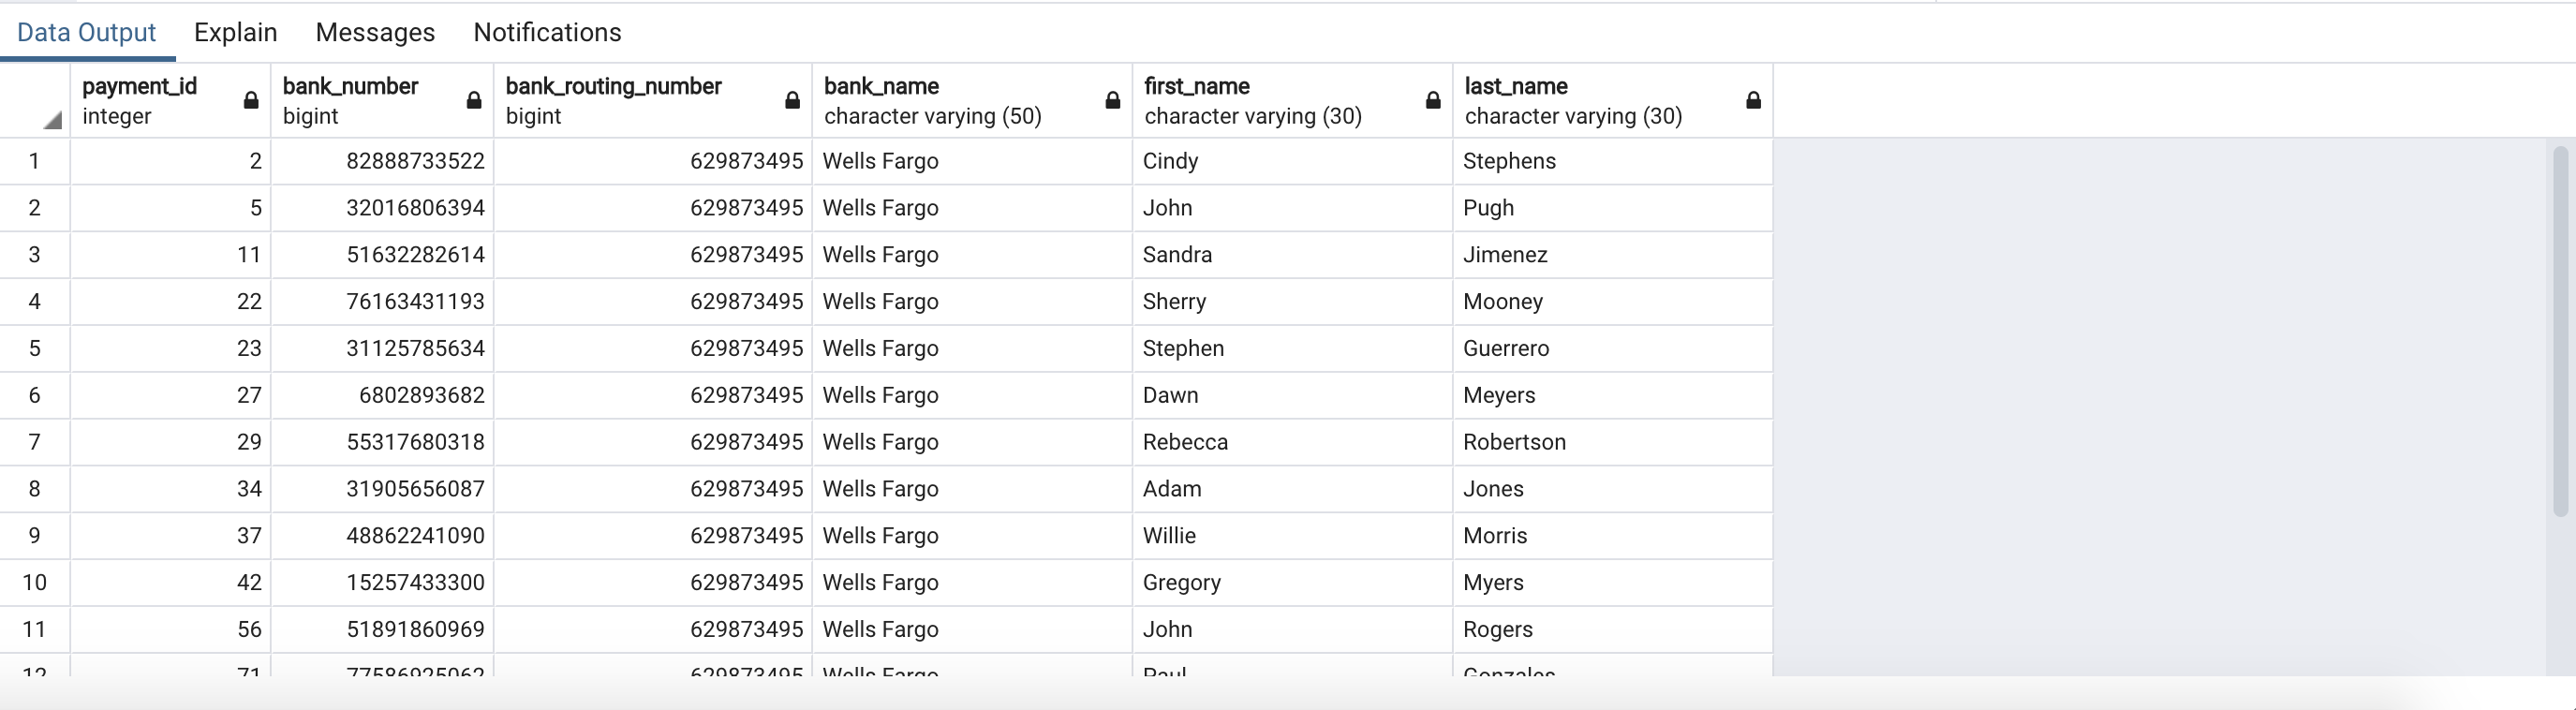 Data Output Explain Messages Notifications
payment_id bank_number bank_routing_number bank_name first_name last_name
integer bigint bigint character varying (50) character varying (30) character varying (30)
1 2 82888733522 629873495 Wells Fargo Cindy Stephens
2 5 32016806394 629873495 Wells Fargo John Pugh
3 11 51632282614 629873495 Wells Fargo Sandra Jimenez
4 22 76163431193 629873495 Wells Fargo Sherry Mooney
5 23 31125785634 629873495 Wells Fargo Stephen Guerrero
6 27 6802893682 629873495 Wells Fargo Dawn Meyers
7 29 55317680318 629873495 Wells Fargo Rebecca Robertson
8 34 31905656087 629873495 Wells Fargo Adam Jones
9 37 48862241090 629873495 Wells Fargo Willie Morris
10 42 15257433300 629873495 Wells Fargo Gregory Myers
11 56 51891860969 629873495 Wells Fargo John Rogers
12 71 629873495 Wells Fargo Paul Gonzales